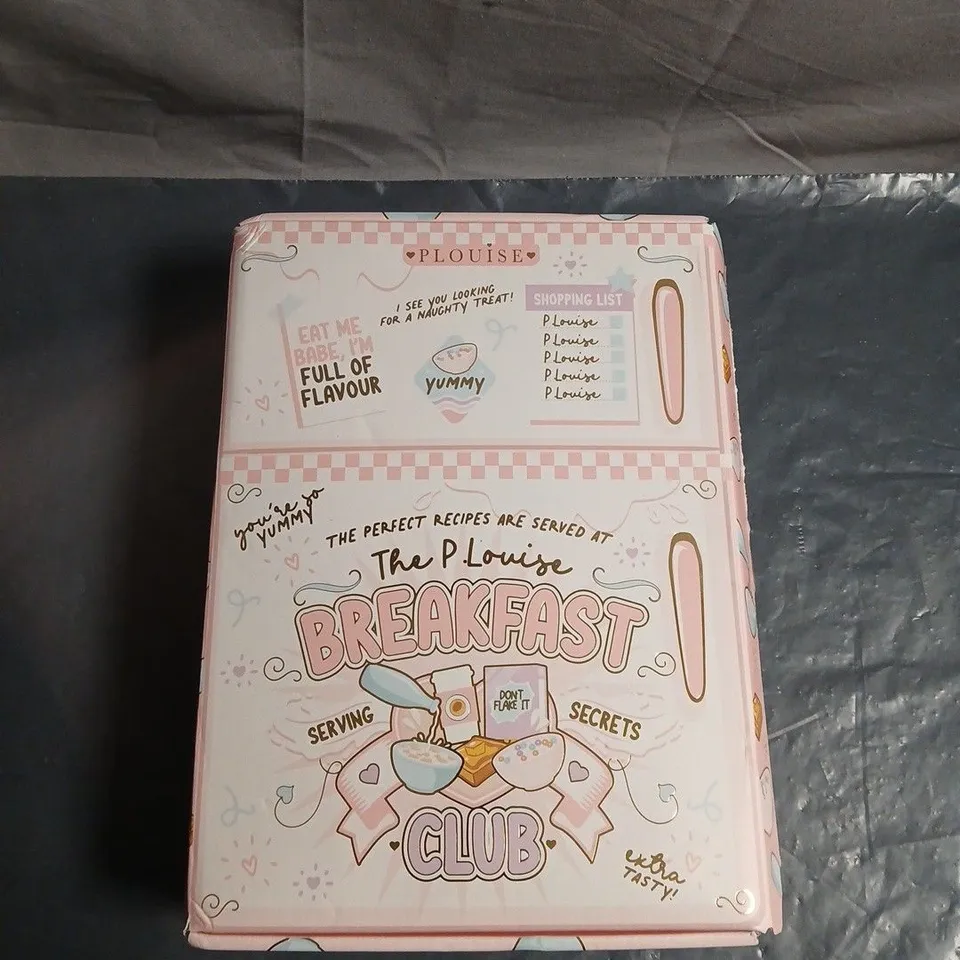 PLOUISE
EAT ME
BABE, I'M
FULL OF
FLAVOUR
I SEE YOU LOOKING
FOR A NAUGHTY TREAT!
YUMMY
SHOPPING LIST
P Louise
P Louise
P Louise
P Louise
P Louise
you're so
YUMMY
THE PERFECT RECIPES ARE SERVED AT
The P.Louise
BREAKFAST
DON'T
FLAKE IT
SERVING
SECRETS
CLUB
extra
TASTY!